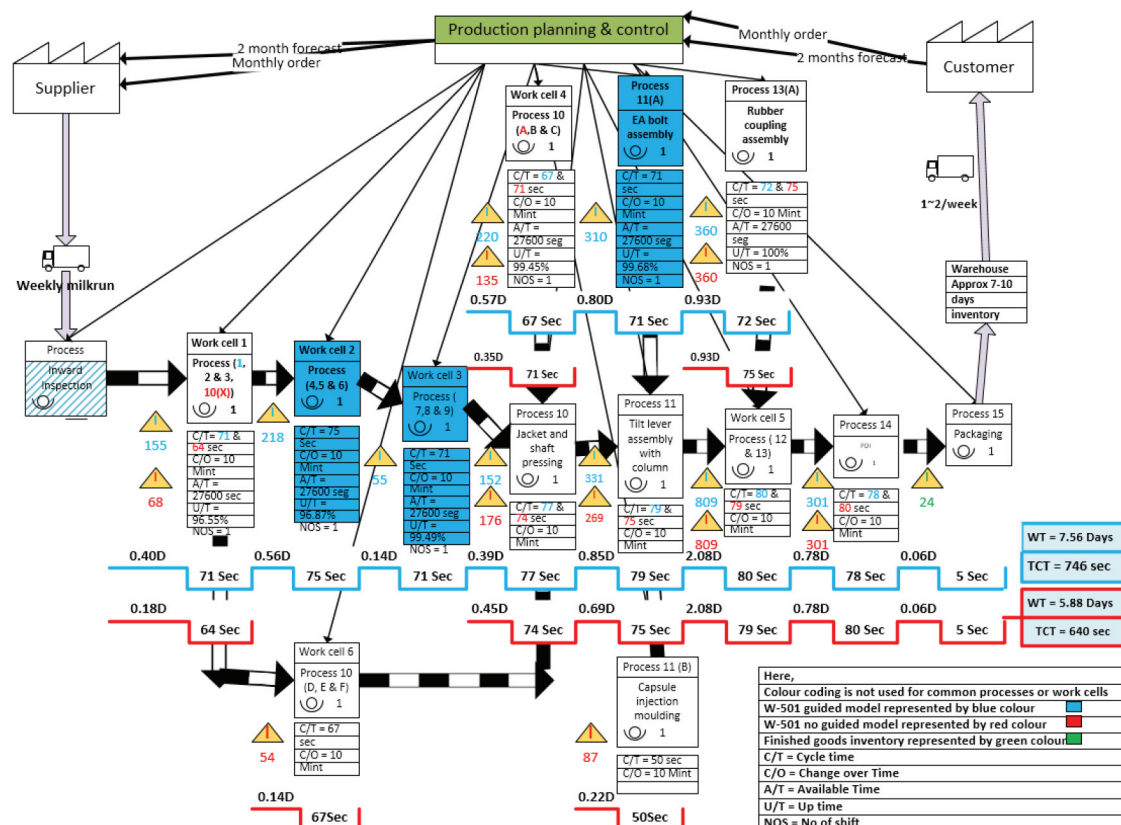 Production planning & control
2 month forecast
Monthly order
Monthly order
2 months forecast
Supplier
Customer
Weekly milkrun
1~2/week
Warehouse
Approx 7-10
days
inventory
Work cell 4
Process 10
(A,B & C)
1
C/T = 67 &
71 sec
C/O = 10
Mint
A/T =
27600 seg
U/T =
99.45%
NOS = 1
220
135
Process
11(A)
EA bolt
assembly
1
C/T = 71
sec
C/O = 10
Mint
A/T =
27600 seg
U/T =
99.68%
NOS = 1
310
Process 13(A)
Rubber
coupling
assembly
1
C/T = 72 & 75
sec
C/O = 10 Mint
A/T = 27600
seg
U/T = 100%
NOS = 1
360
360
0.57D
67 Sec
0.80D
71 Sec
0.93D
72 Sec
0.35D
71 Sec
0.93D
75 Sec
Process
Inward
Inspection
Work cell 1
Process (1,
2 & 3,
10(X))
1
C/T= 71 &
64 sec
C/O = 10
Mint
A/T =
27600 sec
U/T =
96.55%
NOS = 1
155
68
Work cell 2
Process
(4,5 & 6)
1
C/T = 75
Sec
C/O = 10
Mint
A/T =
27600 seg
U/T =
96.87%
NOS = 1
218
Work cell 3
Process (
7,8 & 9)
1
C/T = 71
Sec
C/O = 10
Mint
A/T =
27600 seg
U/T =
99.49%
NOS = 1
55
Process 10
Jacket and
shaft
pressing
1
C/T = 77 &
74 sec
C/O = 10
Mint
152
176
Process 11
Tilt lever
assembly
with
column
1
C/T = 79 &
75 sec
C/O = 10
Mint
331
269
Work cell 5
Process ( 12
& 13)
1
C/T= 80 &
79 sec
C/O = 10
Mint
809
809
Process 14
PDI
1
C/T = 78 &
80 sec
C/O = 10
Mint
301
301
Process 15
Packaging
1
24
0.40D
71 Sec
0.56D
75 Sec
0.14D
71 Sec
0.39D
77 Sec
0.85D
79 Sec
2.08D
80 Sec
0.78D
78 Sec
0.06D
5 Sec
WT = 7.56 Days
TCT = 746 sec
0.18D
64 Sec
0.45D
74 Sec
0.69D
75 Sec
2.08D
79 Sec
0.78D
80 Sec
0.06D
5 Sec
WT = 5.88 Days
TCT = 640 sec
Work cell 6
Process 10
(D, E & F)
1
C/T = 67
sec
C/O = 10
Mint
54
0.14D
67Sec
Process 11 (B)
Capsule
injection
moulding
1
C/T = 50 sec
C/O = 10 Mint
87
0.22D
50Sec
Here,
Colour coding is not used for common processes or work cells
W-501 guided model represented by blue colour
W-501 no guided model represented by red colour
Finished goods inventory represented by green colour
C/T = Cycle time
C/O = Change over Time
A/T = Available Time
U/T = Up time
NOS = No of shift